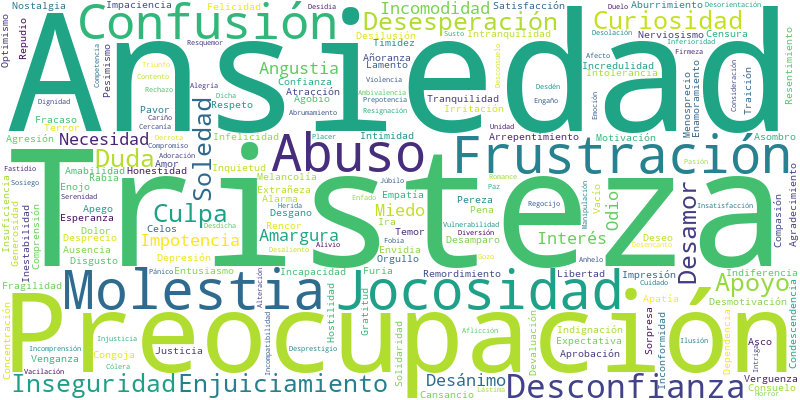 Nostalgia
Impaciencia
Felicidad
Desidia
Incomodidad
Satisfacción
Aburrimiento
Desorientación
Optimismo
Repudio
Confusión
Desilusión
Desesperación
Duelo
Curiosidad
Resquemor
Timidez
Susto
Intranquilidad
Nerviosismo
Desolación
Inferioridad
Censura
Ansiedad
Pesimismo
Competencia
Triunfo
Contento
Rechazo
Alegría
Angustia
Añoranza
Lamento
Desconsuelo
Incredulidad
Intolerancia
Afecto
Firmeza
Resentimiento
Dignidad
Fracaso
Terror
Pavor
Cariño
Cercanía
Dicha
Respeto
Confianza
Atracción
Agobio
Abrumamiento
Violencia
Ambivalencia
Prepotencia
Resignación
Tranquilidad
Irritación
Desdén
Engaño
Emoción
Traición
Menosprecio
Enamoramiento
Consideración
Agresión
Necesidad
Derrota
Compromiso
Infelicidad
Placer
Intimidad
Unidad
Arrepentimiento
Motivación
Asombro
Tristeza
Duda
Adoración
Amor
Honestidad
Soledad
Inquietud
Abuso
Frustración
Pasión
Fastidio
Sosiego
Amabilidad
Rabia
Enojo
Serenidad
Melancolía
Extrañeza
Alarma
Júbilo
Empatía
Romance
Paz
Pereza
Pena
Regocijo
Manipulación
Vacío
Odio
Desamor
Insatisfacción
Compasión
Agradecimiento
Insuficiencia
Generosidad
Inestabilidad
Comprensión
Esperanza
Apego
Dolor
Desprecio
Ausencia
Disgusto
Culpa
Herida
Desgano
Rencor
Enfado
Miedo
Ira
Vulnerabilidad
Desamparo
Interés
Deseo
Desencanto
Celos
Impotencia
Desdicha
Amargura
Alivio
Temor
Fobia
Aversión
Envidia
Gozo
Anhelo
Depresión
Desaliento
Orgullo
Fragilidad
Pánico
Entusiasmo
Incapacidad
Furia
Remordimiento
Libertad
Impresión
Cuidado
Indiferencia
Apatía
Apoyo
Desmotivación
Molestia
Alteración
Jocosidad
Concentración
Hostilidad
Gratitud
Preocupación
Indignación
Expectativa
Devaluación
Aprobación
Sorpresa
Inconformidad
Dependencia
Condescendencia
Injusticia
Desprestigio
Solidaridad
Aflicción
Ilusión
Asco
Intriga
Incomprensión
Venganza
Congoja
Justicia
Incompatibilidad
Vacilación
Cólera
Inseguridad
Enjuiciamiento
Desánimo
Cansancio
Lástima
Desconfianza
Verguenza
Consuelo
Horror